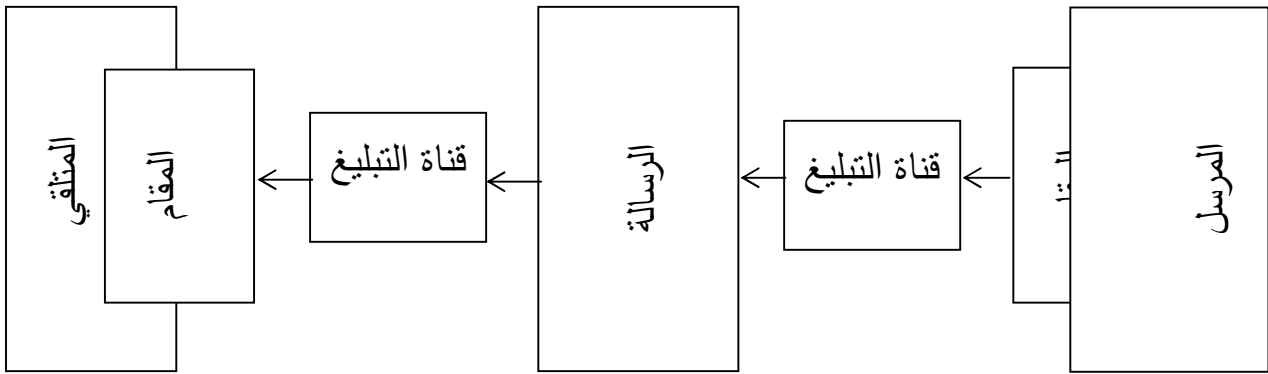 المرسل
قناة التبليغ
الرسالة
قناة التبليغ
المقام
المتلقي